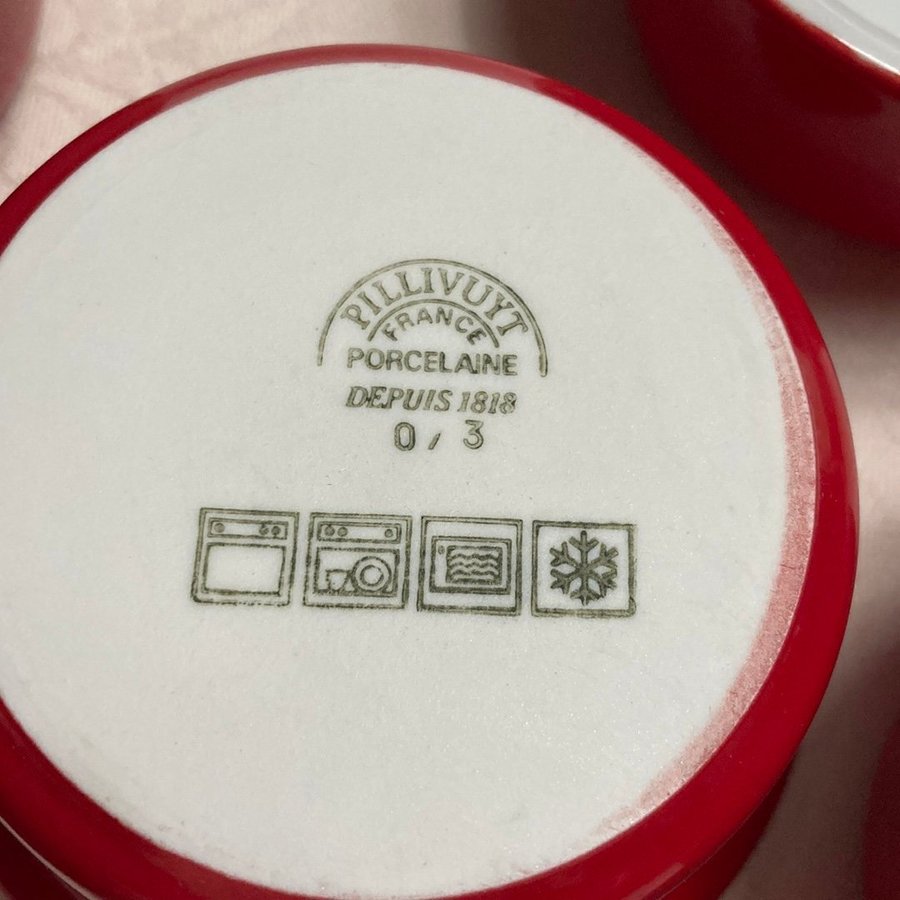 PILLIVUYT
FRANCE
PORCELAINE
DEPUIS 1818
0 / 3